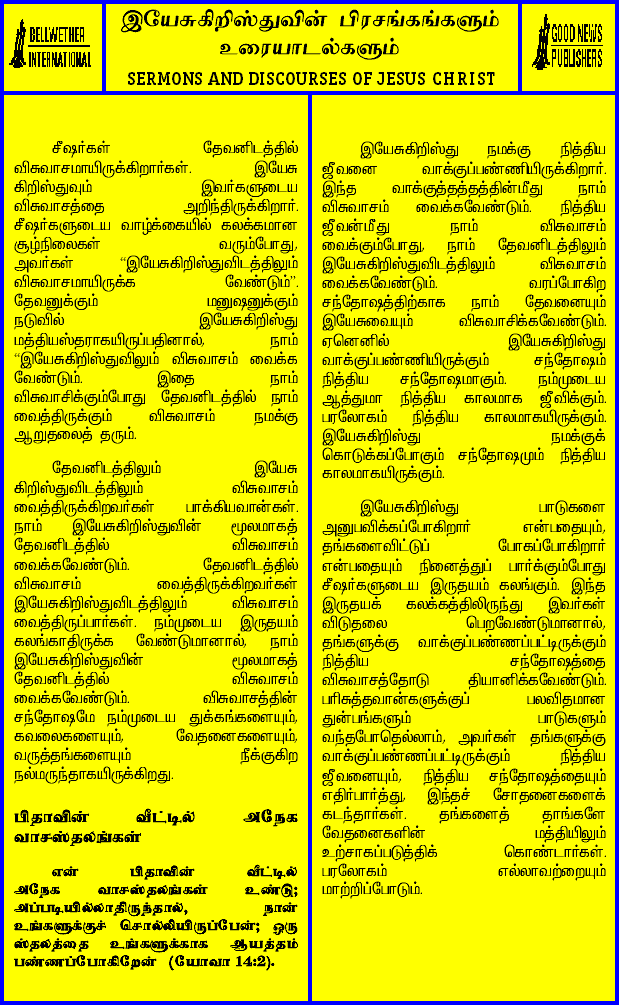 BELLWETHER
INTERNATIONAL
இயேசுகிறிஸ்துவின் பிரசங்கங்களும்
உரையாடல்களும்
SERMONS AND DISCOURSES OF JESUS CHRIST
GOOD NEWS
PUBLISHERS
சீஷர்கள் தேவனிடத்தில்
விசுவாசமாயிருக்கிறார்கள். இயேசு
கிறிஸ்துவும் இவர்களுடைய
விசுவாசத்தை அறிந்திருக்கிறார்.
சீஷர்களுடைய வாழ்க்கையில் கலக்கமான
சூழ்நிலைகள் வரும்போது,
அவர்கள் “இயேசுகிறிஸ்துவிடத்திலும்
விசுவாசமாயிருக்க வேண்டும்”.
தேவனுக்கும் மனுஷனுக்கும்
நடுவில் இயேசுகிறிஸ்து
மத்தியஸ்தராகயிருப்பதினால், நாம்
“இயேசுகிறிஸ்துவிலும் விசுவாசம் வைக்க
வேண்டும். இதை நாம்
விசுவாசிக்கும்போது தேவனிடத்தில் நாம்
வைத்திருக்கும் விசுவாசம் நமக்கு
ஆறுதலைத் தரும்.
தேவனிடத்திலும் இயேசு
கிறிஸ்துவிடத்திலும் விசுவாசம்
வைத்திருக்கிறவர்கள் பாக்கியவான்கள்.
நாம் இயேசுகிறிஸ்துவின் மூலமாகத்
தேவனிடத்தில் விசுவாசம்
வைக்கவேண்டும். தேவனிடத்தில்
விசுவாசம் வைத்திருக்கிறவர்கள்
இயேசுகிறிஸ்துவிடத்திலும் விசுவாசம்
வைத்திருப்பார்கள். நம்முடைய இருதயம்
கலங்காதிருக்க வேண்டுமானால், நாம்
இயேசுகிறிஸ்துவின் மூலமாகத்
தேவனிடத்தில் விசுவாசம்
வைக்கவேண்டும். விசுவாசத்தின்
சந்தோஷமே நம்முடைய துக்கங்களையும்,
கவலைகளையும், வேதனைகளையும்,
வருத்தங்களையும் நீக்குகிற
நல்மருந்தாகயிருக்கிறது.
பிதாவின் வீட்டில் அநேக
வாசஸ்தலங்கள்
என் பிதாவின் வீட்டில்
அநேக வாசஸ்தலங்கள் உண்டு;
அப்படியில்லாதிருந்தால், நான்
உங்களுக்குச் சொல்லியிருப்பேன்; ஒரு
ஸ்தலத்தை உங்களுக்காக ஆயத்தம்
பண்ணப்போகிறேன் (யோவா 14:2).
இயேசுகிறிஸ்து நமக்கு நித்திய
ஜீவனை வாக்குப்பண்ணியிருக்கிறார்.
இந்த வாக்குத்தத்தத்தின்மீது நாம்
விசுவாசம் வைக்கவேண்டும். நித்திய
ஜீவன்மீது நாம் விசுவாசம்
வைக்கும்போது, நாம் தேவனிடத்திலும்
இயேசுகிறிஸ்துவிடத்திலும் விசுவாசம்
வைக்கவேண்டும். வரப்போகிற
சந்தோஷத்திற்காக நாம் தேவனையும்
இயேசுவையும் விசுவாசிக்கவேண்டும்.
ஏனெனில் இயேசுகிறிஸ்து
வாக்குப்பண்ணியிருக்கும் சந்தோஷம்
நித்திய சந்தோஷமாகும். நம்முடைய
ஆத்துமா நித்திய காலமாக ஜீவிக்கும்.
பரலோகம் நித்திய காலமாகயிருக்கும்.
இயேசுகிறிஸ்து நமக்குக்
கொடுக்கப்போகும் சந்தோஷமும் நித்திய
காலமாகயிருக்கும்.
இயேசுகிறிஸ்து பாடுகளை
அனுபவிக்கப்போகிறார் என்பதையும்,
தங்களைவிட்டுப் போகப்போகிறார்
என்பதையும் நினைத்துப் பார்க்கும்போது
சீஷர்களுடைய இருதயம் கலங்கும். இந்த
இருதயக் கலக்கத்திலிருந்து இவர்கள்
விடுதலை பெறவேண்டுமானால்,
தங்களுக்கு வாக்குப்பண்ணப்பட்டிருக்கும்
நித்திய சந்தோஷத்தை
விசுவாசத்தோடு தியானிக்கவேண்டும்.
பரிசுத்தவான்களுக்குப் பலவிதமான
துன்பங்களும் பாடுகளும்
வந்தபோதெல்லாம், அவர்கள் தங்களுக்கு
வாக்குப்பண்ணப்பட்டிருக்கும் நித்திய
ஜீவனையும், நித்திய சந்தோஷத்தையும்
எதிர்பார்த்து, இந்தச் சோதனைகளைக்
கடந்தார்கள். தங்களைத் தாங்களே
வேதனைகளின் மத்தியிலும்
உற்சாகப்படுத்திக் கொண்டார்கள்.
பரலோகம் எல்லாவற்றையும்
மாற்றிப்போடும்.